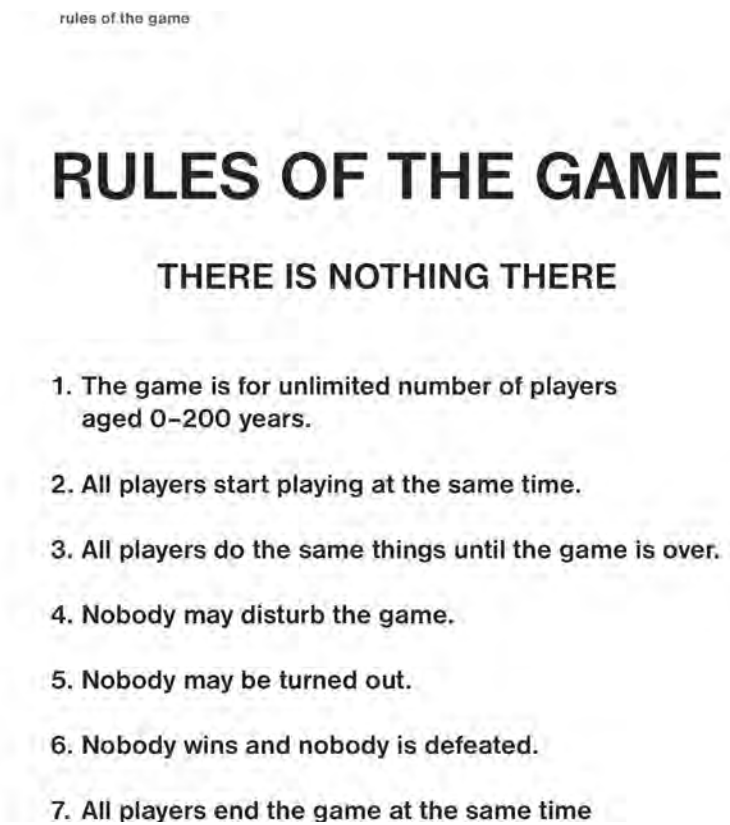 rules of the game
RULES OF THE GAME
THERE IS NOTHING THERE
1. The game is for unlimited number of players
aged 0–200 years.
2. All players start playing at the same time.
3. All players do the same things until the game is over.
4. Nobody may disturb the game.
5. Nobody may be turned out.
6. Nobody wins and nobody is defeated.
7. All players end the game at the same time